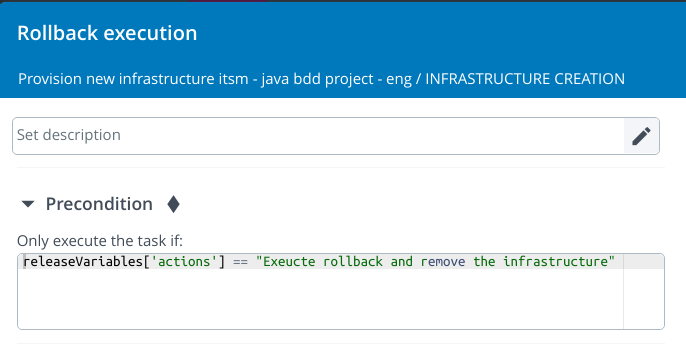 Rollback execution
Provision new infrastructure itsm - java bdd project - eng / INFRASTRUCTURE CREATION
Set description
Precondition
Only execute the task if:
releaseVariables['actions'] == "Exeucte rollback and remove the infrastructure"